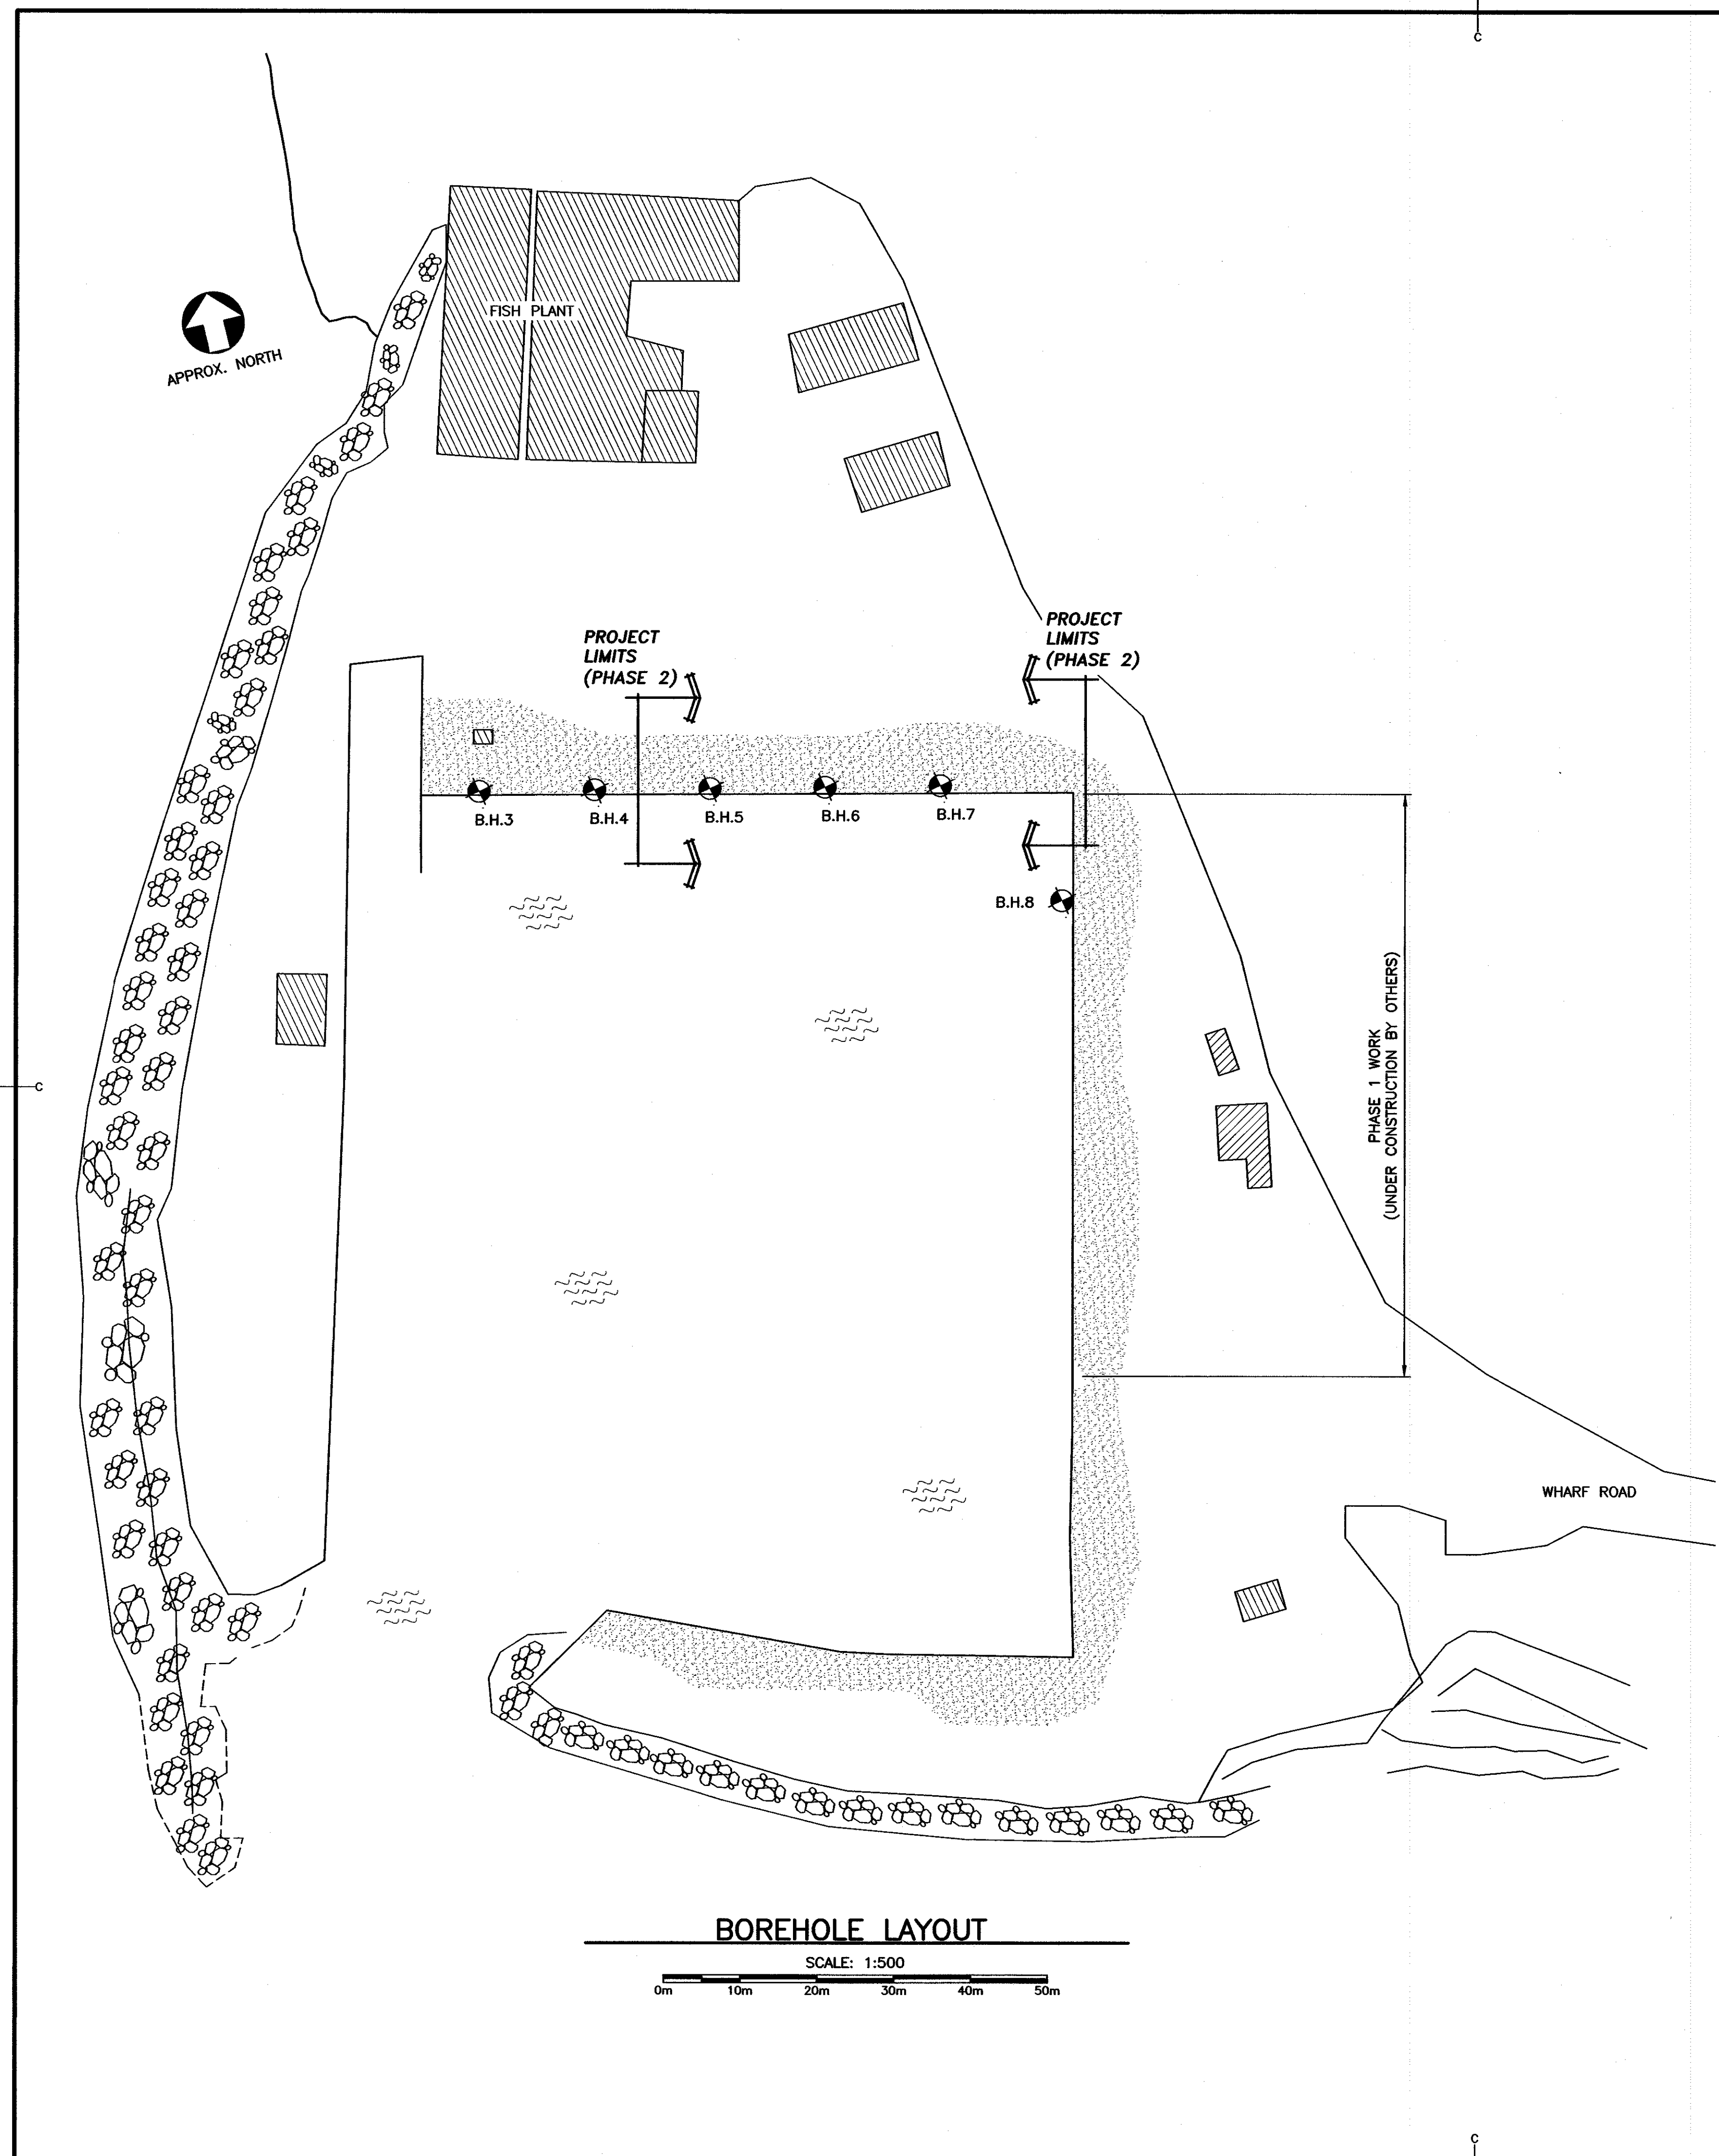 C
FISH PLANT
APPROX. NORTH
PROJECT
LIMITS
(PHASE 2)
PROJECT
LIMITS
(PHASE 2)
B.H.3
B.H.4
B.H.5
B.H.6
B.H.7
B.H.8
C
PHASE 1 WORK
(UNDER CONSTRUCTION BY OTHERS)
WHARF ROAD
BOREHOLE LAYOUT
SCALE: 1:500
0m 10m 20m 30m 40m 50m
C